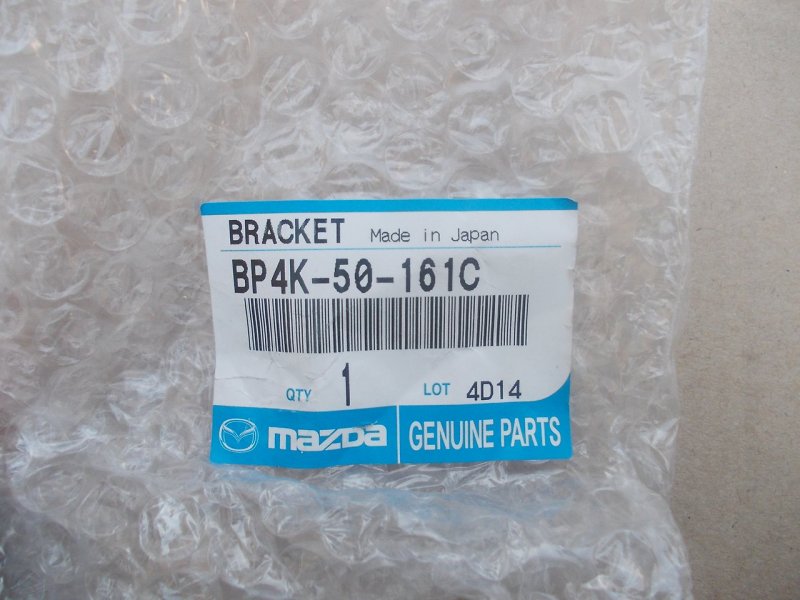 BRACKET Made in Japan
BP4K-50-161C
QTY 1 LOT 4D14
mazda GENUINE PARTS